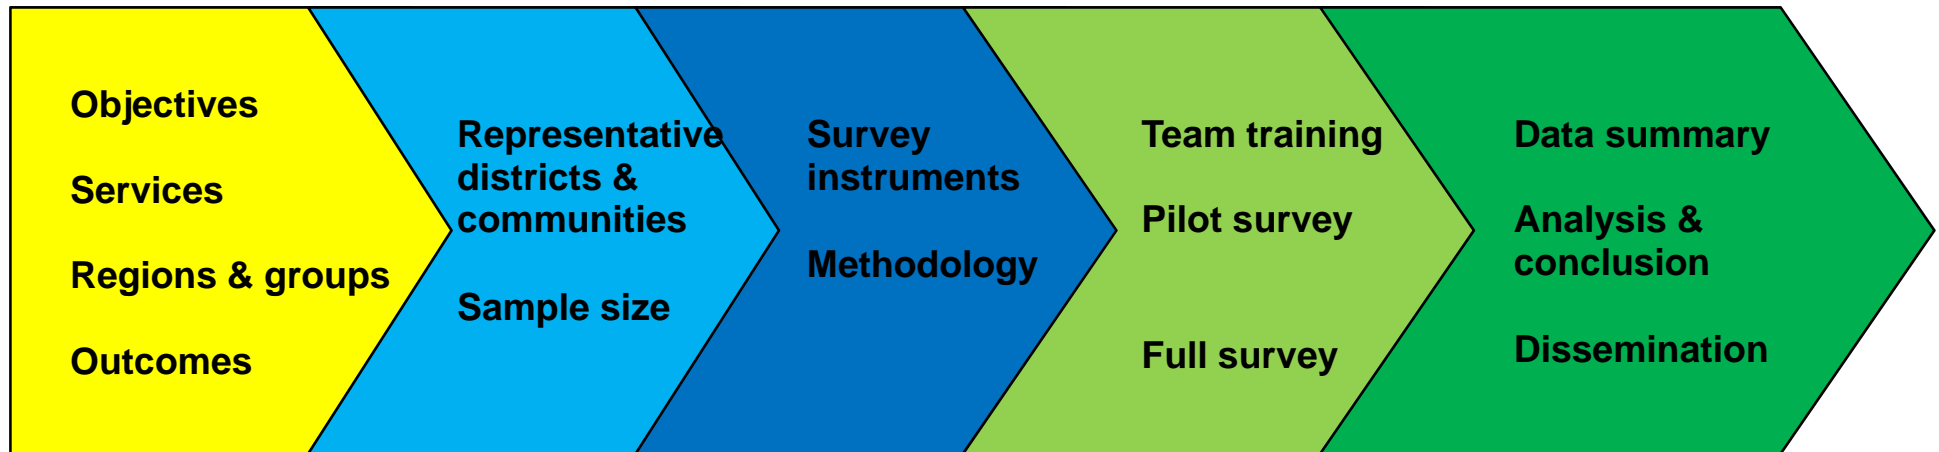 Objectives
Services
Regions & groups
Outcomes
Representative
districts &
communities
Sample size
Survey
instruments
Methodology
Team training
Pilot survey
Full survey
Data summary
Analysis &
conclusion
Dissemination